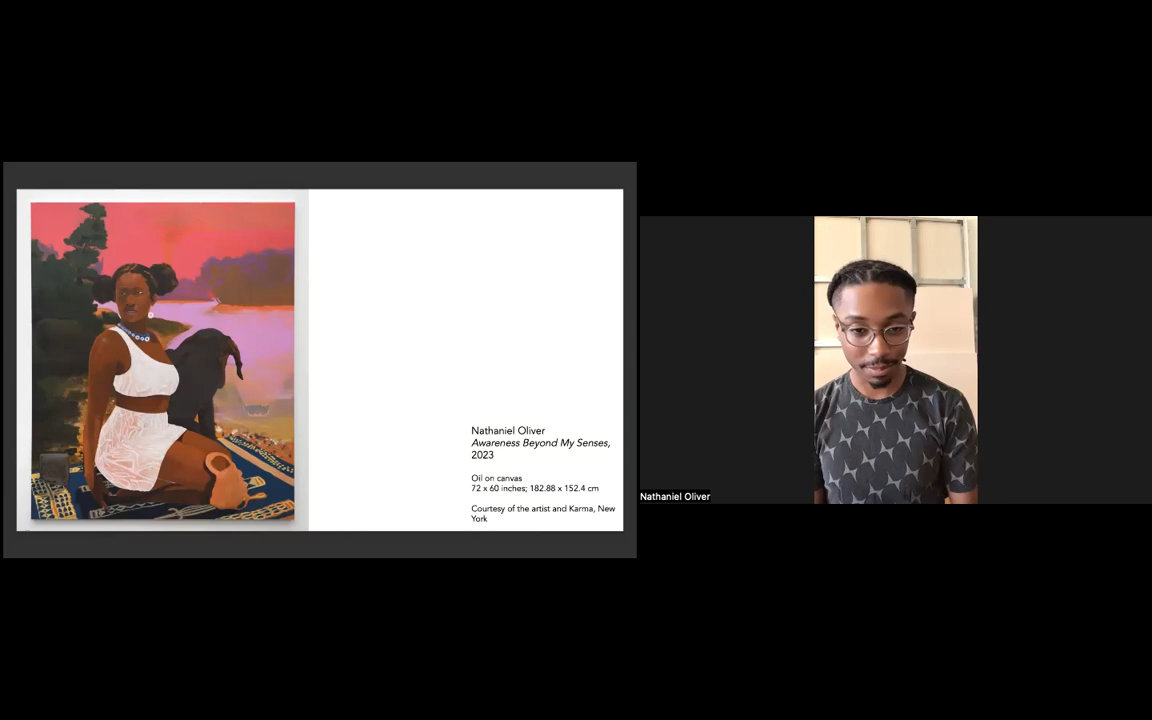 Nathaniel Oliver
Awareness Beyond My Senses,
2023
Oil on canvas
72 x 60 inches; 182.88 x 152.4 cm
Courtesy of the artist and Karma, New
York
Nathaniel Oliver